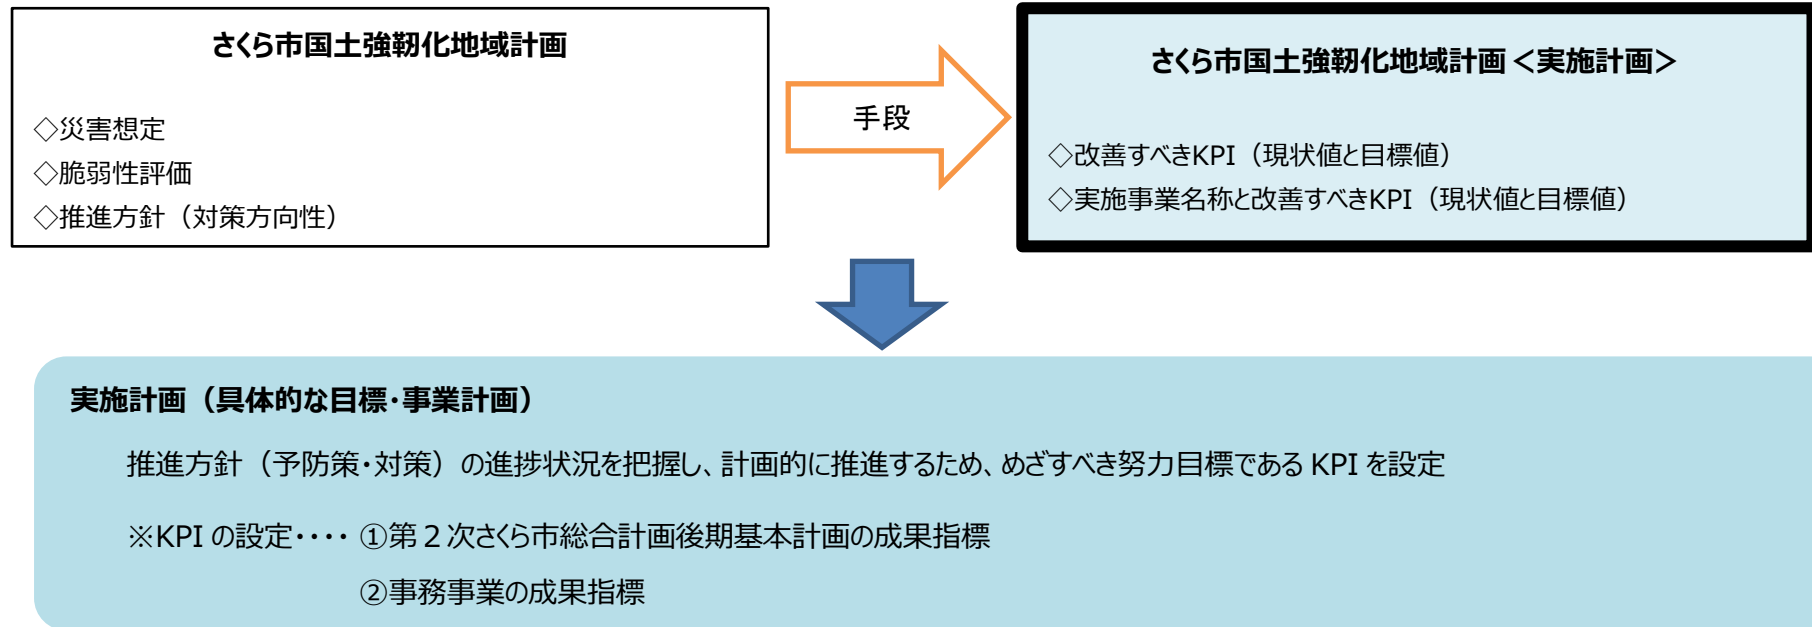 さくら市国土強靭化地域計画
◇災害想定
◇脆弱性評価
◇推進方針（対策方向性）
手段
さくら市国土強靭化地域計画＜実施計画＞
◇改善すべきKPI（現状値と目標値）
◇実施事業名称と改善すべきKPI（現状値と目標値）
実施計画（具体的な目標・事業計画）
推進方針（予防策・対策）の進捗状況を把握し、計画的に推進するため、めざすべき努力目標である KPI を設定
※KPI の設定・・・・ ①第２次さくら市総合計画後期基本計画の成果指標
②事務事業の成果指標